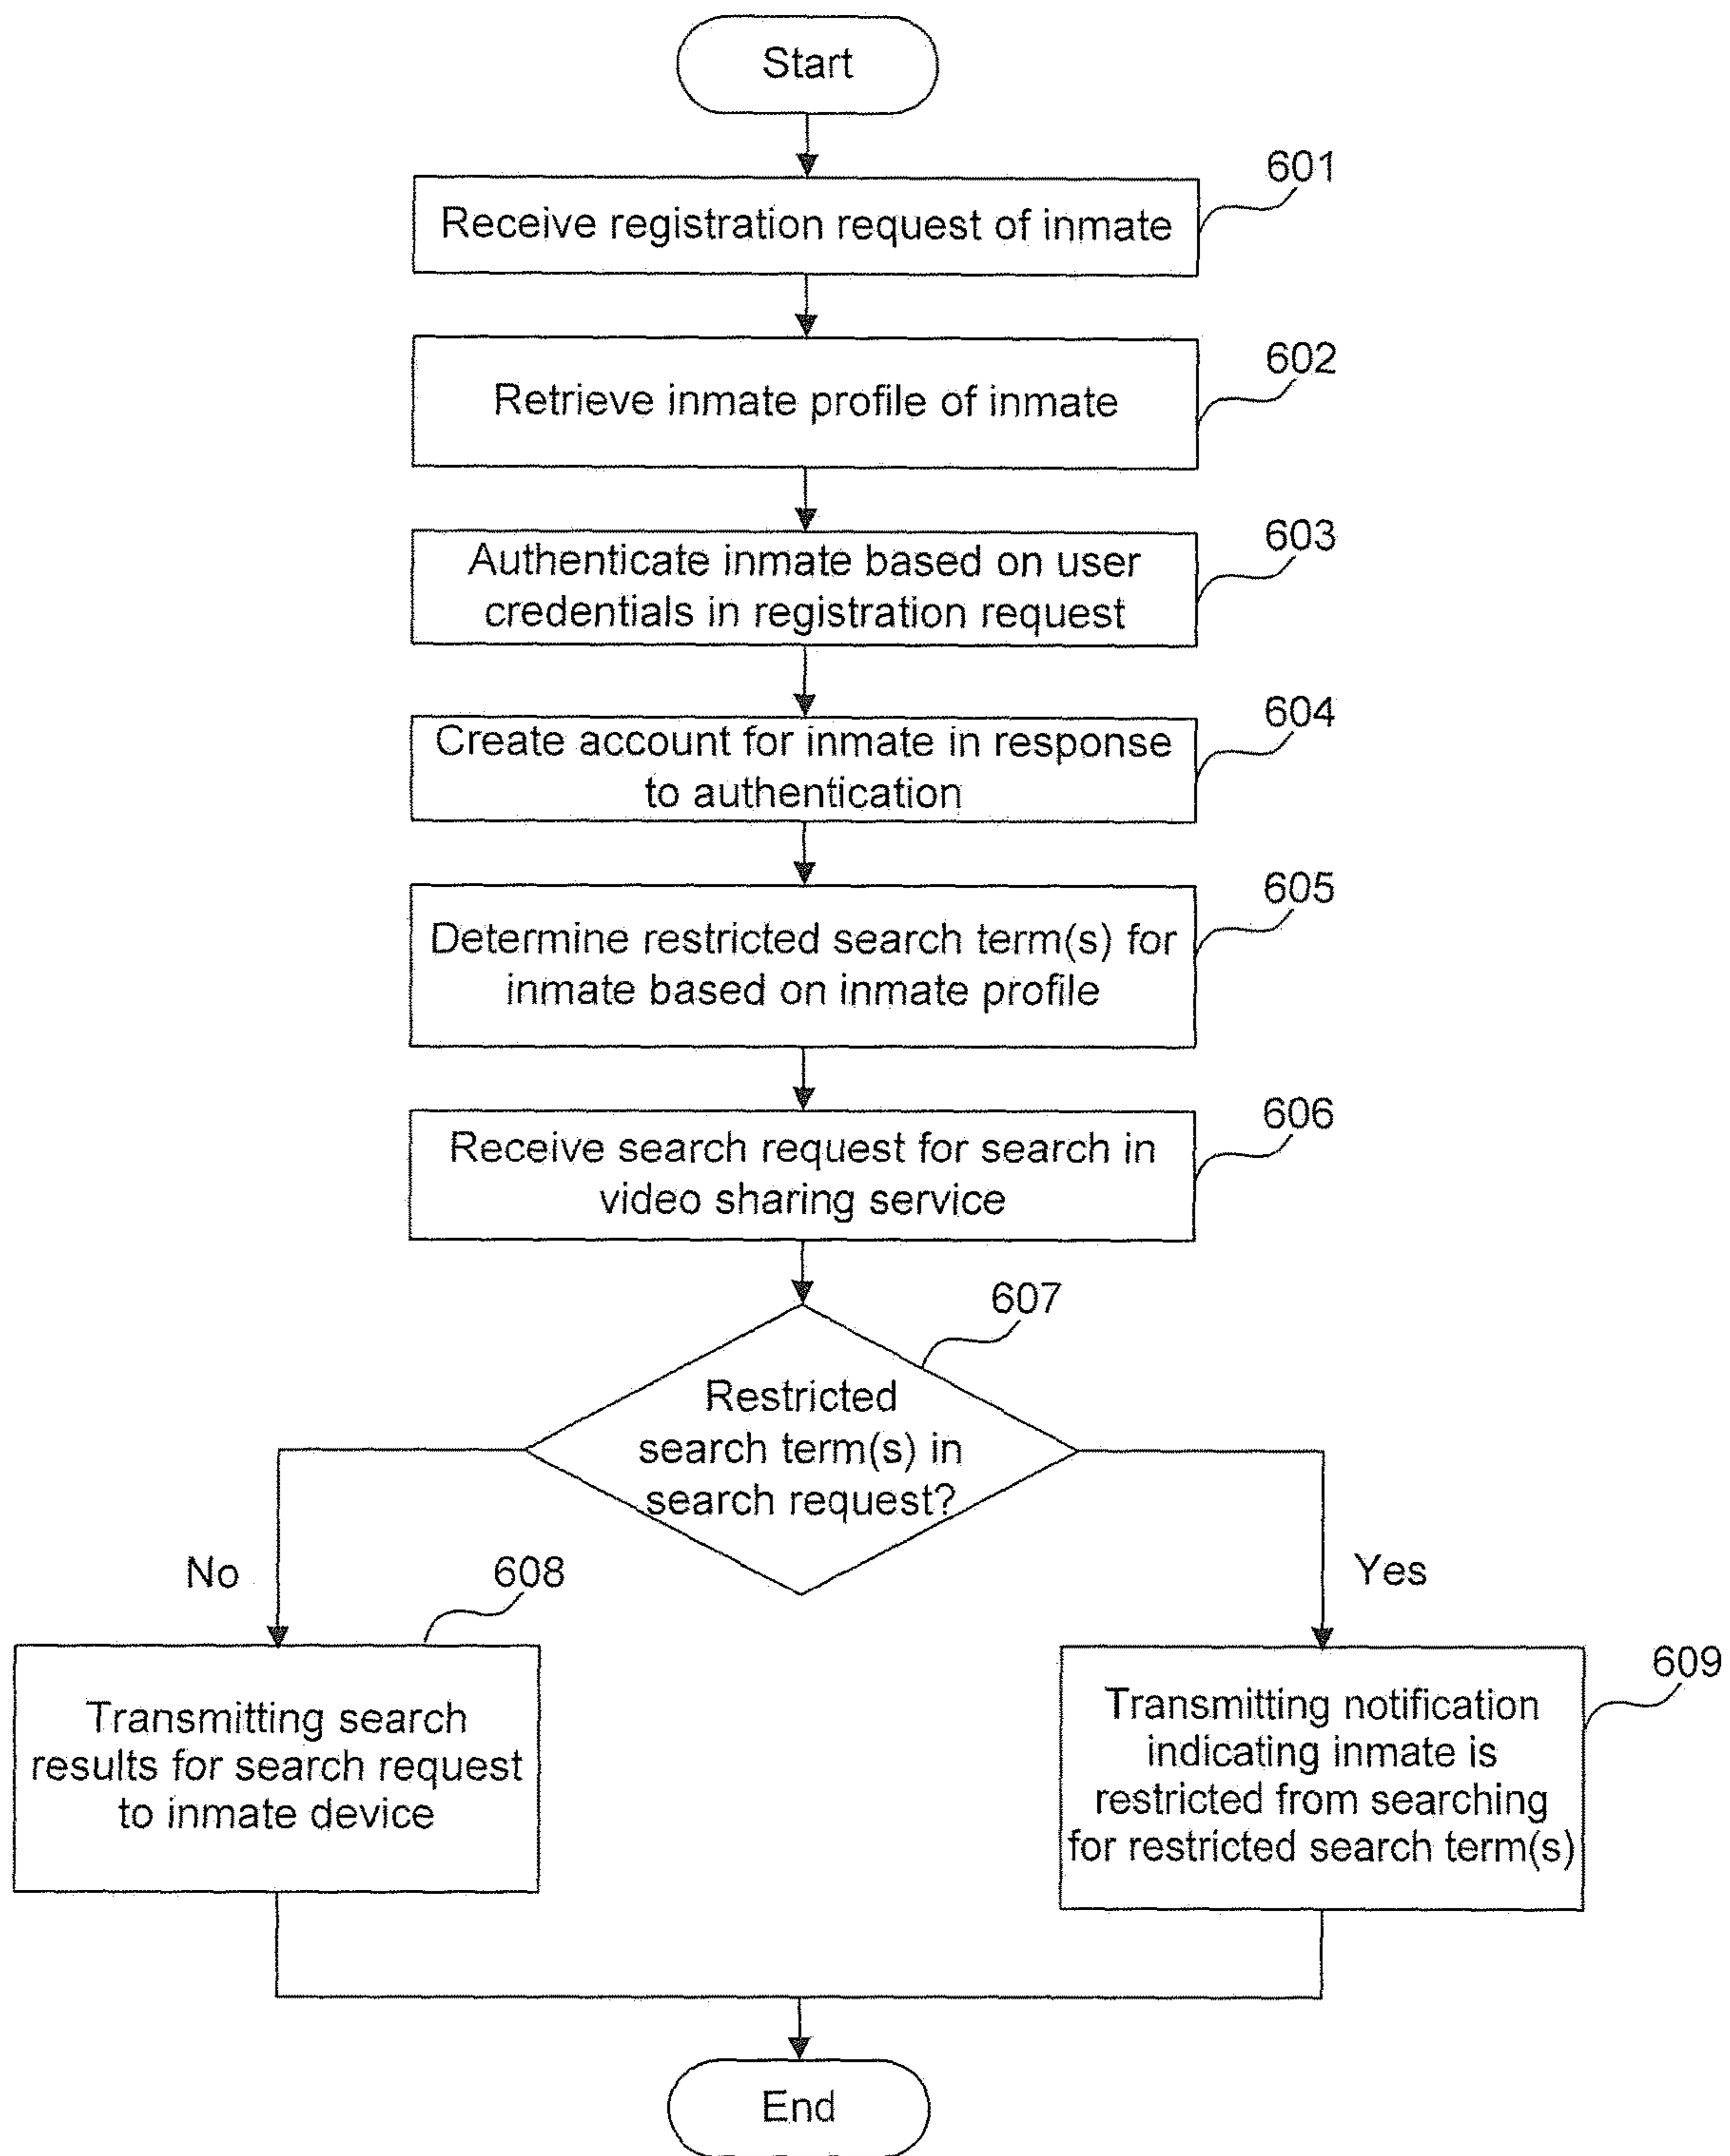 Start
601
Receive registration request of inmate
602
Retrieve inmate profile of inmate
603
Authenticate inmate based on user
credentials in registration request
604
Create account for inmate in response
to authentication
605
Determine restricted search term(s) for
inmate based on inmate profile
606
Receive search request for search in
video sharing service
607
Restricted
search term(s) in
search request?
No
608
Yes
609
Transmitting search
results for search request
to inmate device
Transmitting notification
indicating inmate is
restricted from searching
for restricted search term(s)
End